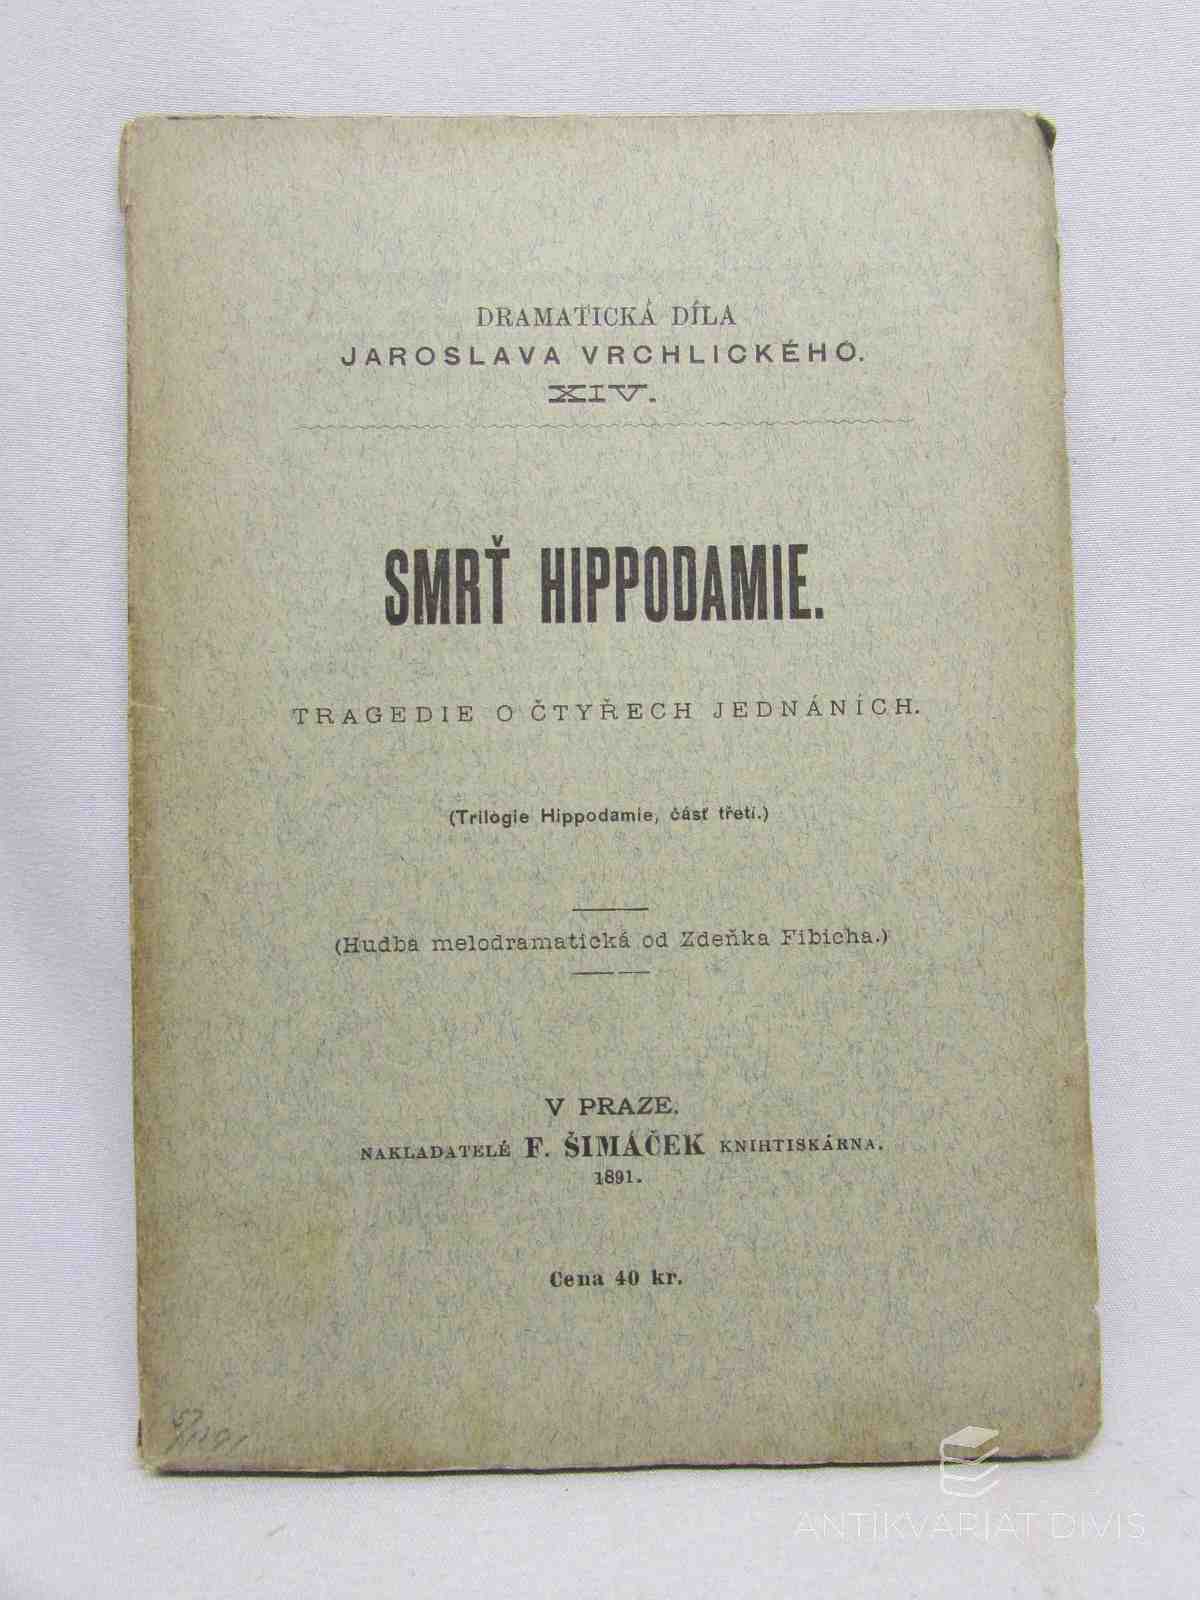 DRAMATICKÁ DÍLA
JAROSLAVA VRCHLICKÉHO.
XIV.
SMRŤ HIPPODAMIE.
TRAGEDIE O ČTYŘECH JEDNÁNÍCH.
(Trilogie Hippodamie, část třetí.)
(Hudba melodramatická od Zdeňka Fibicha.)
V PRAZE.
NAKLADATELÉ F. ŠIMÁČEK KNIHTISKÁRNA.
1891.
Cena 40 kr.
ANTIKVARIAT DIVIS